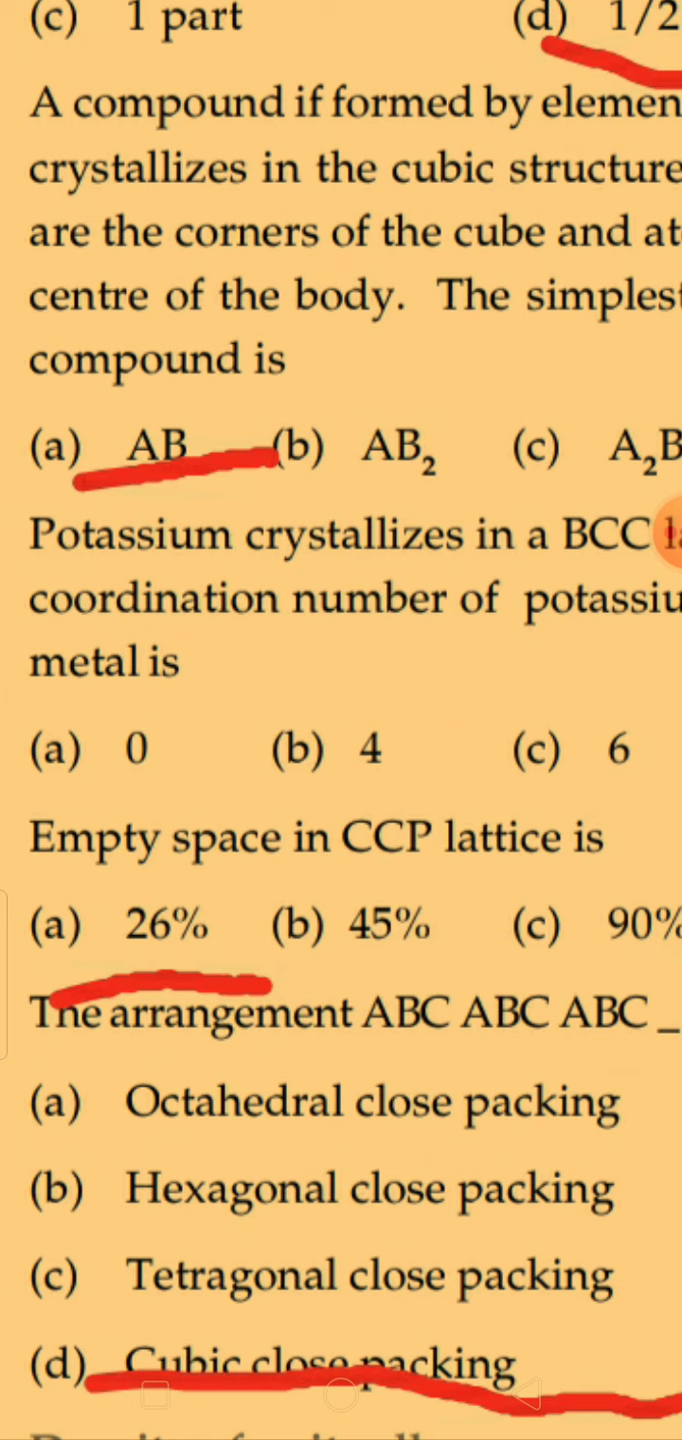 (c) 1 part (d) 1/2
A compound if formed by elemen
crystallizes in the cubic structure
are the corners of the cube and at
centre of the body. The simplest
compound is
(a) AB (b) AB₂ (c) A₂B
Potassium crystallizes in a BCC la
coordination number of potassiu
metal is
(a) 0 (b) 4 (c) 6
Empty space in CCP lattice is
(a) 26% (b) 45% (c) 90%
The arrangement ABC ABC ABC _
(a) Octahedral close packing
(b) Hexagonal close packing
(c) Tetragonal close packing
(d) Cubic close packing